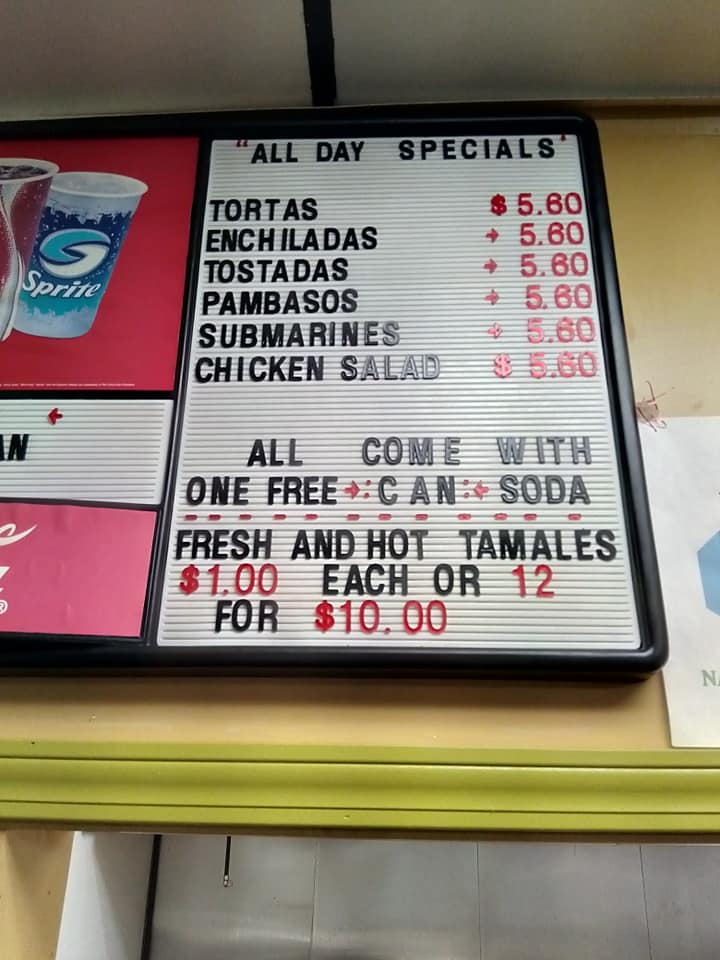 "ALL DAY SPECIALS"
TORTAS $ 5.60
ENCHILADAS → 5.60
TOSTADAS → 5.60
PAMBASOS → 5.60
SUBMARINES → 5.60
CHICKEN SALAD $ 5.60
ALL COME WITH
ONE FREE CAN SODA
FRESH AND HOT TAMALES
$1.00 EACH OR 12
FOR $10.00
Sprite